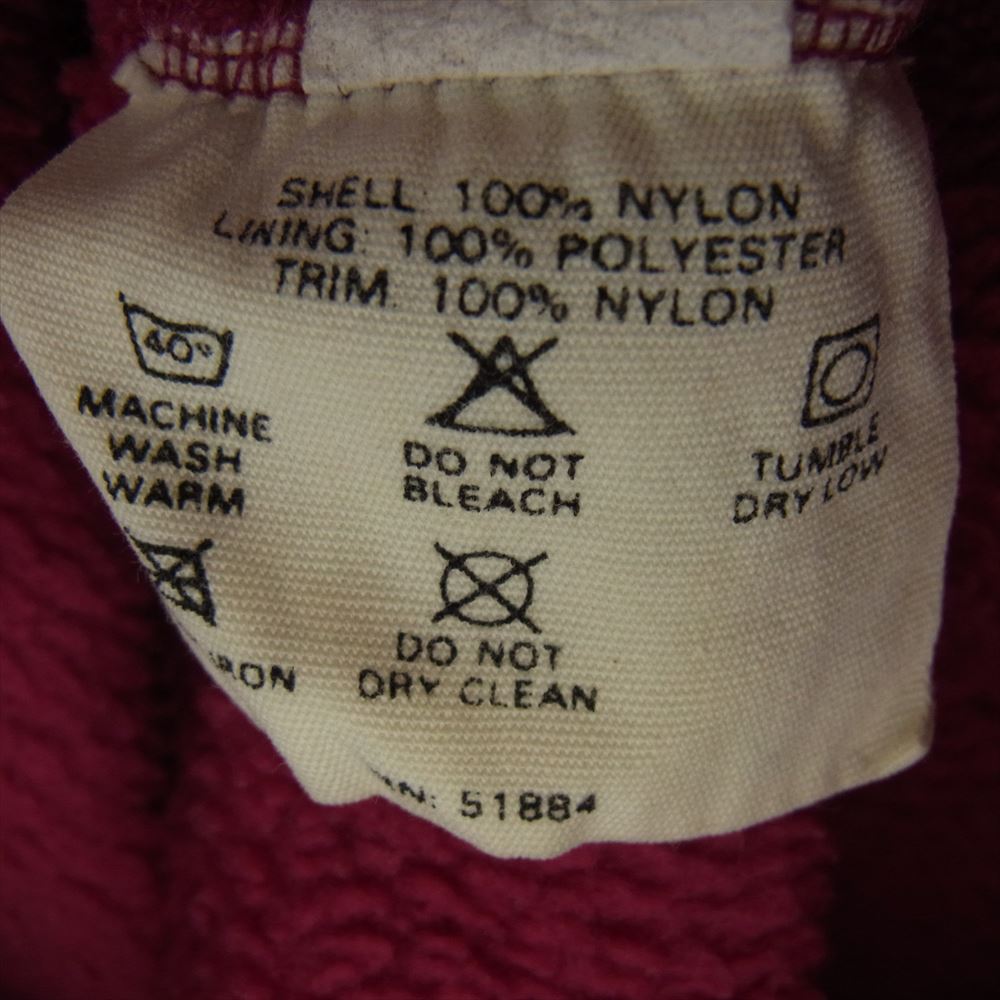 SHELL: 100% NYLON
LINING: 100% POLYESTER
TRIM: 100% NYLON
40°
MACHINE
WASH
WARM
DO NOT
BLEACH
TUMBLE
DRY LOW
IRON
DO NOT
DRY CLEAN
51884